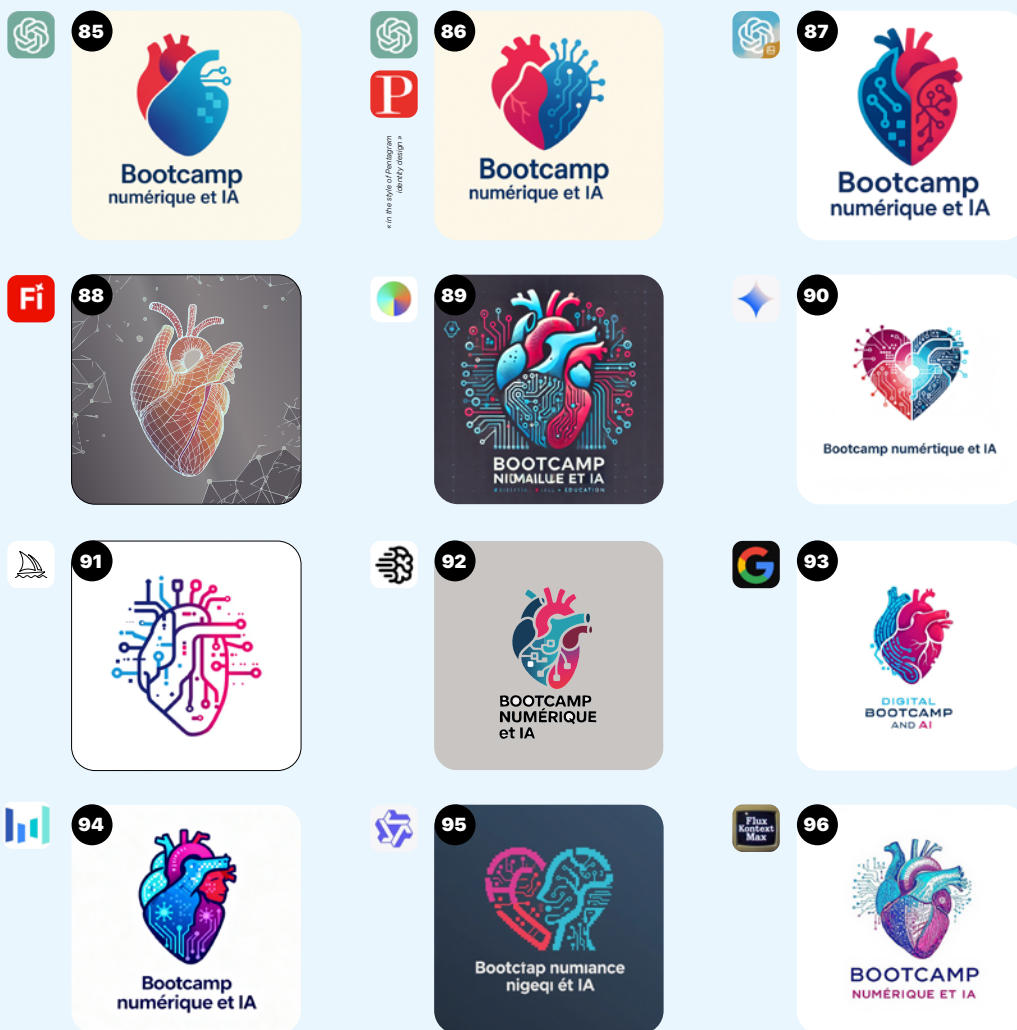 85
86
87
Bootcamp
numérique et IA
P
« in the style of Pentagram
identity design »
Bootcamp
numérique et IA
Bootcamp
numérique et IA
Fi
88
89
90
BOOTCAMP
NUMAILLE ET IA
EDUCATION
Bootcamp numértique et IA
91
92
93
BOOTCAMP
NUMÉRIQUE
et IA
G
DIGITAL
BOOTCAMP
AND AI
94
95
96
Bootcamp
numérique et IA
Bootctap numıance
nigeqı ét IA
Flux
Kontext
Max
BOOTCAMP
NUMÉRIQUE ET IA